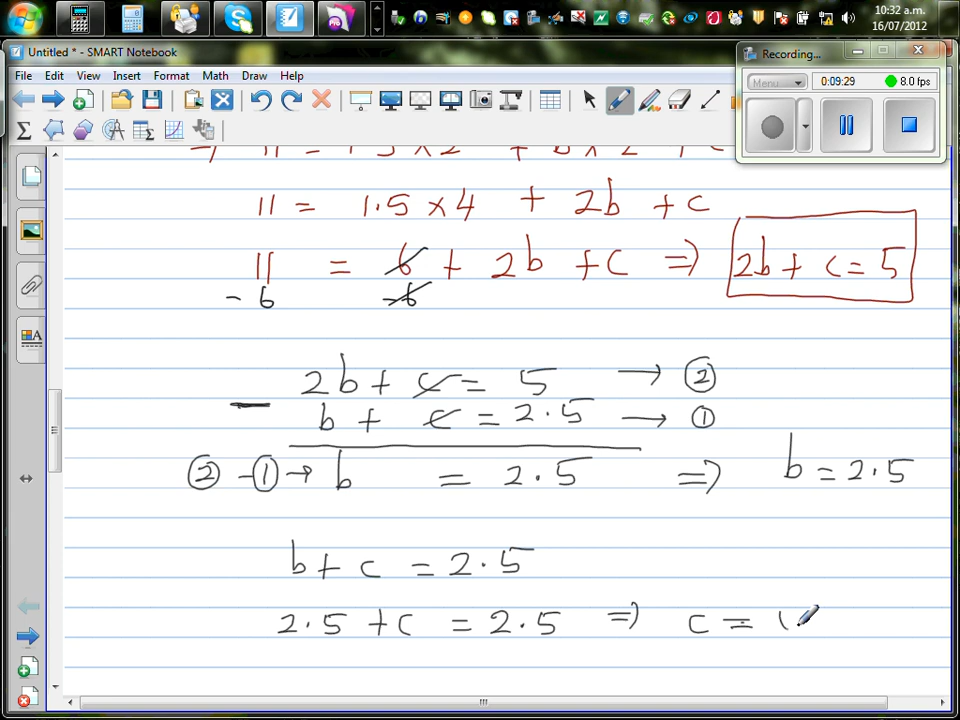 10:32 a.m.
16/07/2012
Untitled * - SMART Notebook
File Edit View Insert Format Math Draw Help
Recording...
Menu
0:09:29
8.0 fps
11 = 1.5 × 4 + 2b + c
11 = 6 + 2b + c ⇒ 2b + c = 5
- 6 -6
2b + c = 5 → ②
- b + c = 2.5 → ①
② - ① → b = 2.5 ⇒ b = 2.5
b + c = 2.5
2.5 + c = 2.5 ⇒ c =